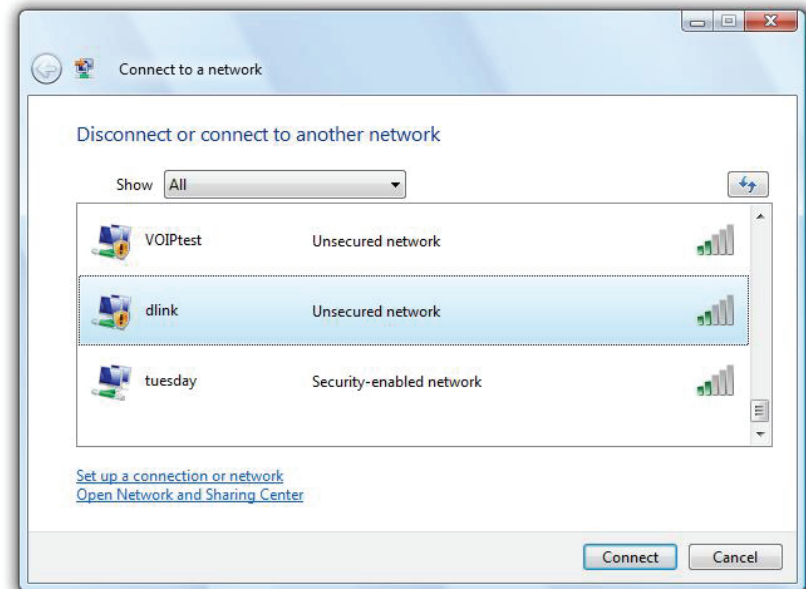 Connect to a network
Disconnect or connect to another network
Show All
VOIPtest Unsecured network
dlink Unsecured network
tuesday Security-enabled network
Set up a connection or network
Open Network and Sharing Center
Connect Cancel